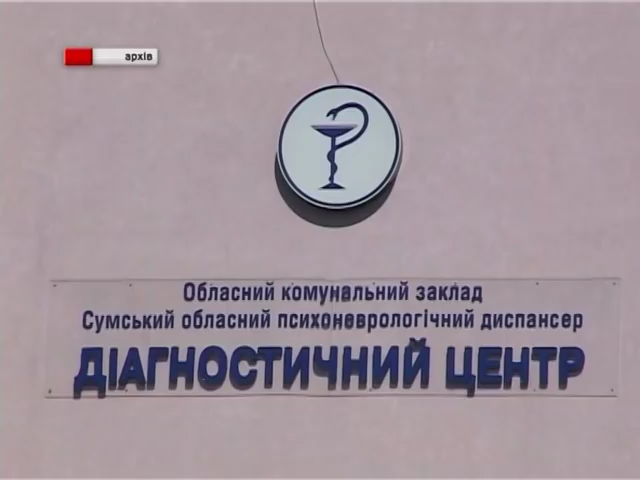 архів
Обласний комунальний заклад
Сумський обласний психоневрологічний диспансер
ДІАГНОСТИЧНИЙ ЦЕНТР